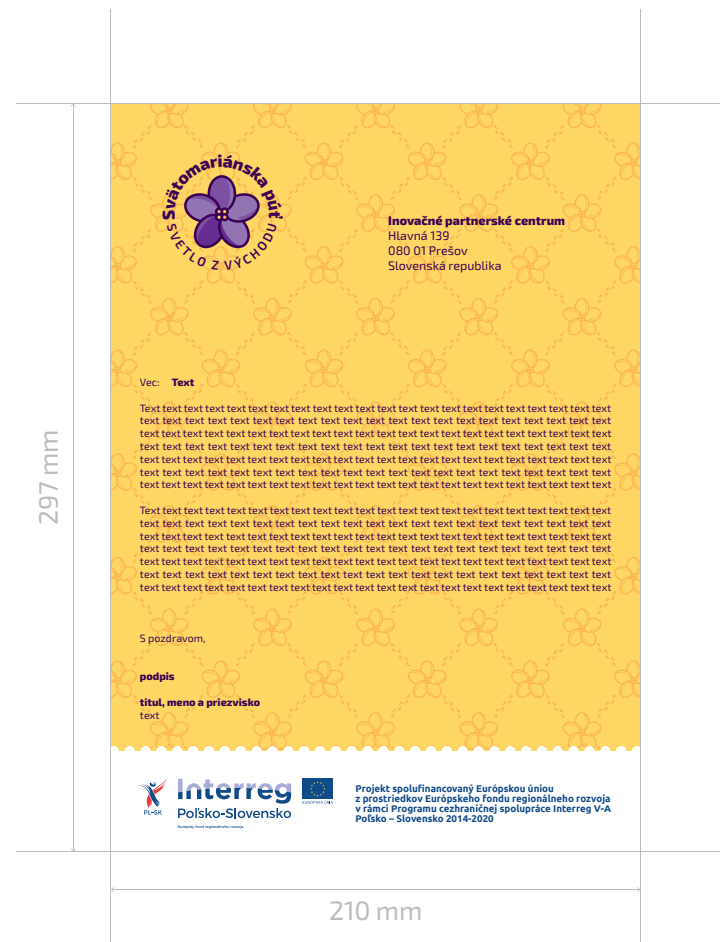 Svätomariánska púť
SVETLO Z VÝCHODU
Inovačné partnerské centrum
Hlavná 139
080 01 Prešov
Slovenská republika
Vec: Text
Text text text text text text text text text text text text text text text text text text text text text text
text text text text text text text text text text text text text text text text text text text text text text
text text text text text text text text text text text text text text text text text text text text text text
text text text text text text text text text text text text text text text text text text text text text text
text text text text text text text text text text text text text text text text text text text text text text
text text text text text text text text text text text text text text text text text text text text text text
text text text text text text text text text text text text text text text text text text text text text text
Text text text text text text text text text text text text text text text text text text text text text text
text text text text text text text text text text text text text text text text text text text text text text
text text text text text text text text text text text text text text text text text text text text text text
text text text text text text text text text text text text text text text text text text text text text text
text text text text text text text text text text text text text text text text text text text text text text
text text text text text text text text text text text text text text text text text text text text text text
text text text text text text text text text text text text text text text text text text text text text text
297 mm
S pozdravom,
podpis
titul, meno a priezvisko
text
PL-SK
Interreg
Poľsko-Slovensko
Európsky fond regionálneho rozvoja
EURÓPSKA ÚNIA
Projekt spolufinancovaný Európskou úniou
z prostriedkov Európskeho fondu regionálneho rozvoja
v rámci Programu cezhraničnej spolupráce Interreg V-A
Poľsko – Slovensko 2014-2020
210 mm